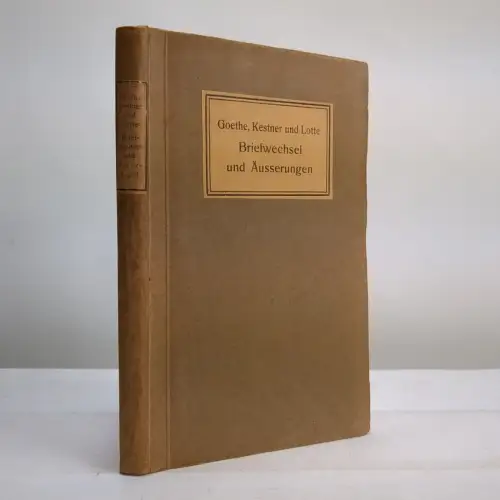 Goethe, Kestner und Lotte
Briefwechsel
und Äusserungen